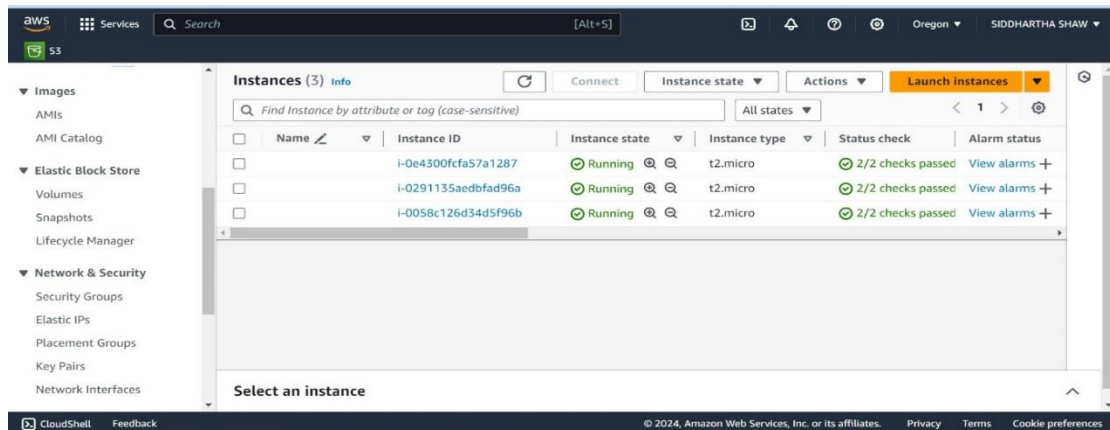 aws Services Search [Alt+S] Oregon SIDDHARTHA SHAW
S3
Images
AMIs
AMI Catalog
Elastic Block Store
Volumes
Snapshots
Lifecycle Manager
Network & Security
Security Groups
Elastic IPs
Placement Groups
Key Pairs
Network Interfaces
Instances (3) Info Connect Instance state Actions Launch instances
Find Instance by attribute or tag (case-sensitive) All states 1
Name Instance ID Instance state Instance type Status check Alarm status
i-0e4300fcfa57a1287 Running t2.micro 2/2 checks passed View alarms +
i-0291135aedbfad96a Running t2.micro 2/2 checks passed View alarms +
i-0058c126d34d5f96b Running t2.micro 2/2 checks passed View alarms +
Select an instance
CloudShell Feedback © 2024, Amazon Web Services, Inc. or its affiliates. Privacy Terms Cookie preferences